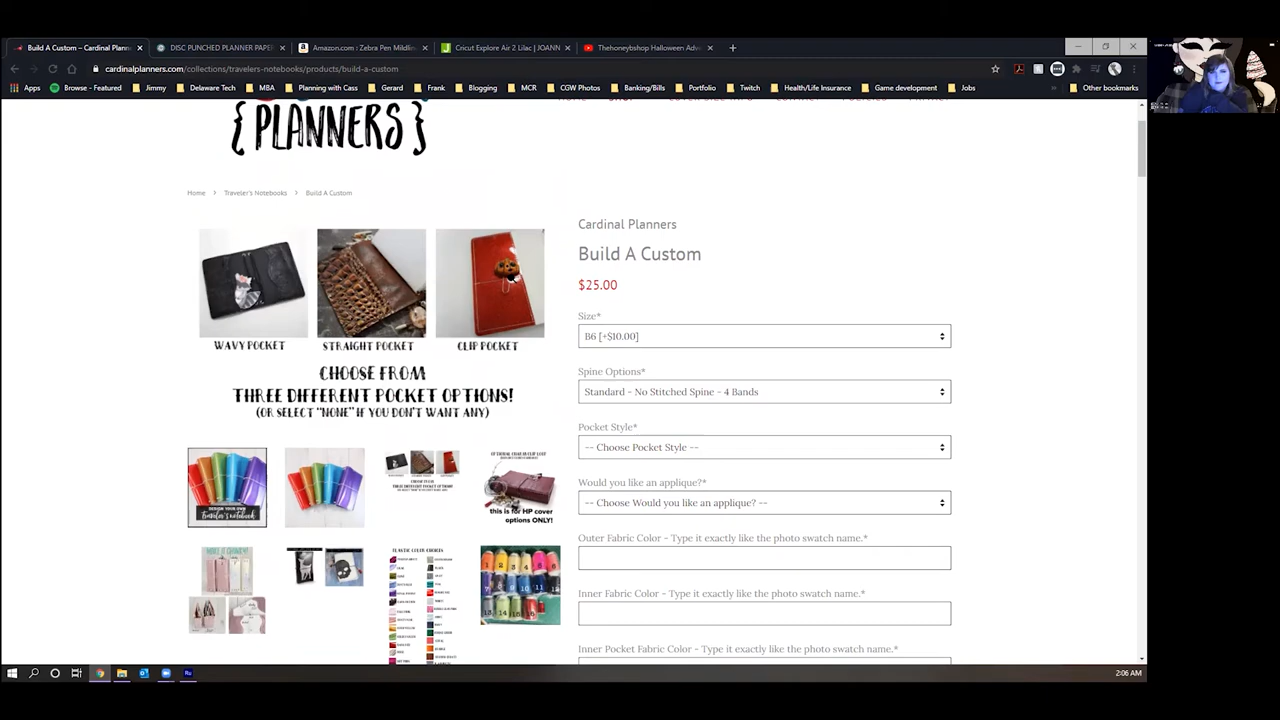 Build A Custom – Cardinal Plann
DISC PUNCHED PLANNER PAPER
Amazon.com : Zebra Pen Mildlin
Cricut Explore Air 2 Lilac | JOANN
Thehoneybshop Halloween Adv
cardinalplanners.com/collections/travelers-notebooks/products/build-a-custom
Apps Browse - Featured Jimmy Delaware Tech MBA Planning with Cass Gerard Frank Blogging MCR CGW Photos Banking/Bills Portfolio Twitch Health/Life Insurance Game development Jobs Other bookmarks
{ PLANNERS }
Home > Traveler's Notebooks > Build A Custom
WAVY POCKET STRAIGHT POCKET CLIP POCKET
CHOOSE FROM
THREE DIFFERENT POCKET OPTIONS!
(OR SELECT "NONE" IF YOU DON'T WANT ANY)
this is for HP cover
options ONLY!
ELASTIC COLOR CHOICES
Cardinal Planners
Build A Custom
$25.00
Size*
B6 [+$10.00]
Spine Options*
Standard - No Stitched Spine - 4 Bands
Pocket Style*
-- Choose Pocket Style --
Would you like an applique?*
-- Choose Would you like an applique? --
Outer Fabric Color - Type it exactly like the photo swatch name.*
Inner Fabric Color - Type it exactly like the photo swatch name.*
Inner Pocket Fabric Color - Type it exactly like the photo swatch name.*
2:06 AM